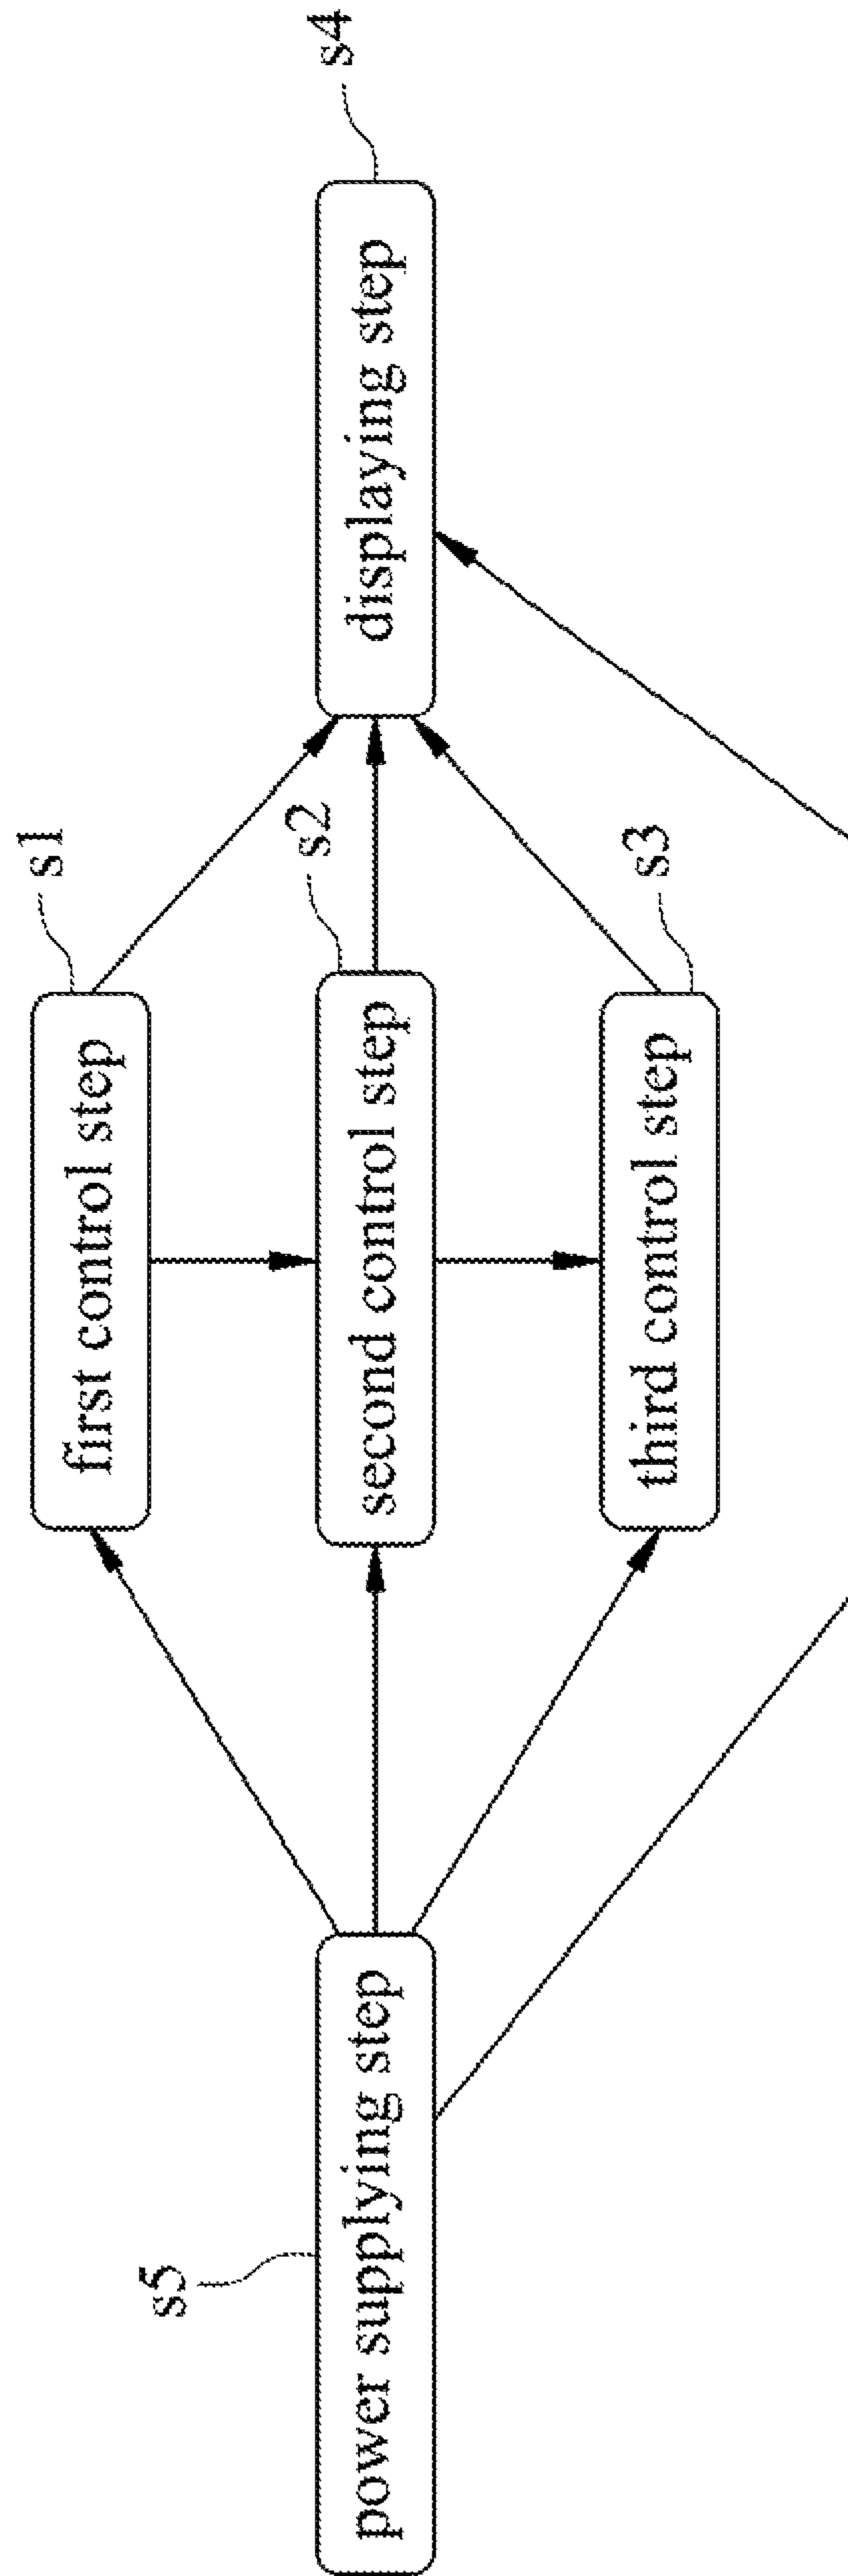 s5
power supplying step
first control step
s1
second control step
s2
third control step
s3
displaying step
s4